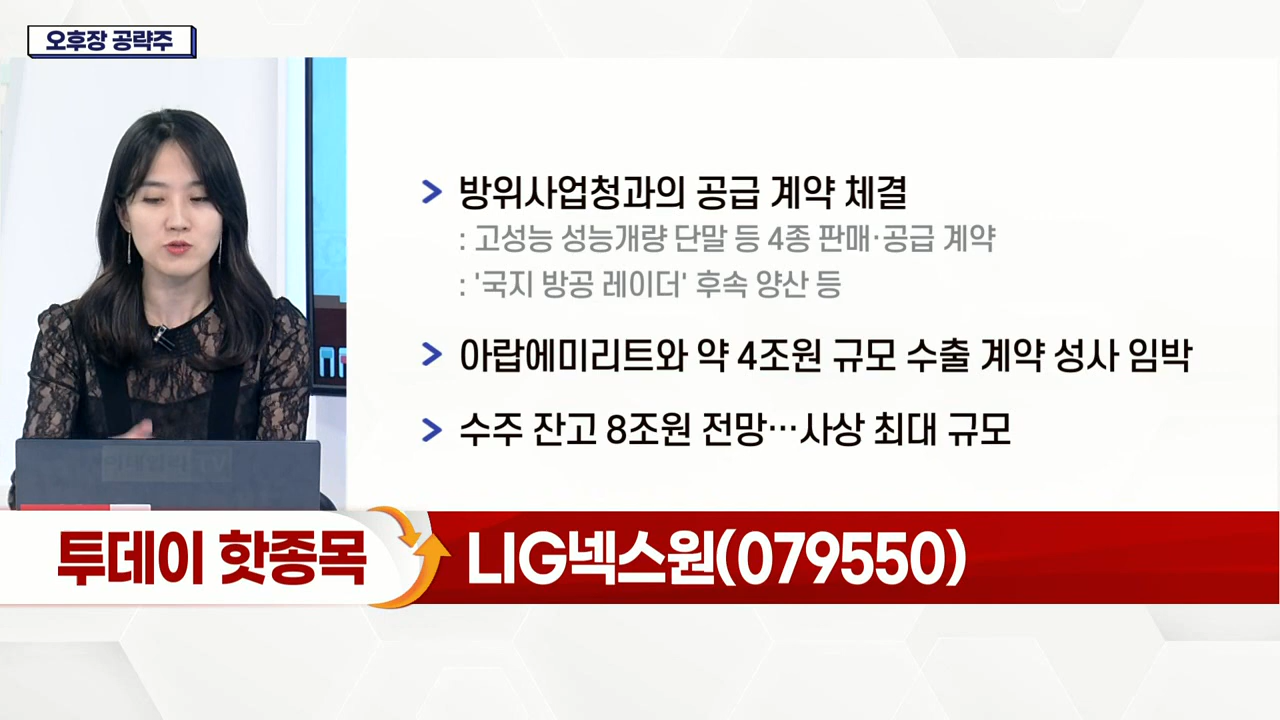 오후장 공략주
> 방위사업청과의 공급 계약 체결
: 고성능 성능개량 단말 등 4종 판매·공급 계약
: '국지 방공 레이더' 후속 양산 등
> 아랍에미리트와 약 4조원 규모 수출 계약 성사 임박
> 수주 잔고 8조원 전망…사상 최대 규모
이데일리 TV
투데이 핫종목
LIG넥스원(079550)